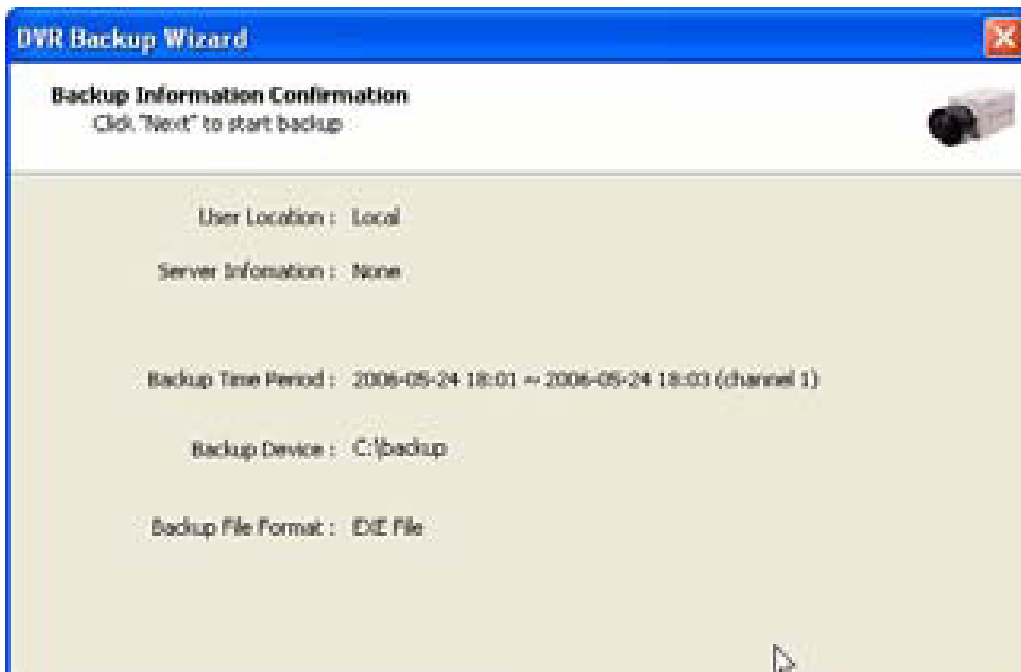 DVR Backup Wizard
Backup Information Confirmation
Click "Next" to start backup
User Location : Local
Server Infomation : None
Backup Time Period : 2006-05-24 18:01 ~ 2006-05-24 18:03 (channel 1)
Backup Device : C:\backup
Backup File Format : EXE File